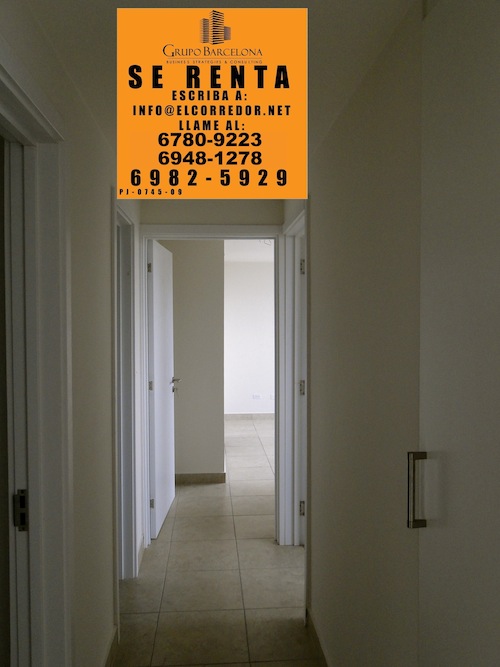 GRUPO BARCELONA
BUSINESS STRATEGIES & CONSULTING
SE RENTA
ESCRIBA A:
INFO@ELCORREDOR.NET
LLAME AL:
6780-9223
6948-1278
6982-5929
PJ-0745-09